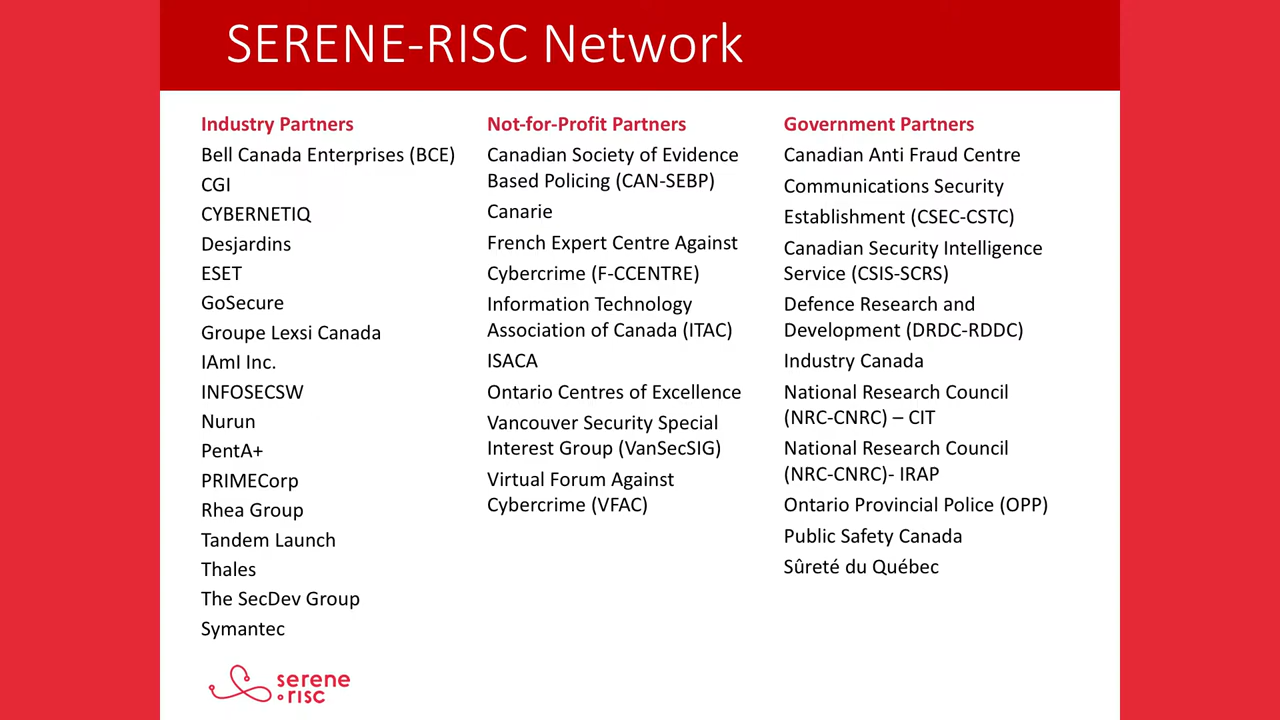 SERENE-RISC Network
Industry Partners
Bell Canada Enterprises (BCE)
CGI
CYBERNETIQ
Desjardins
ESET
GoSecure
Groupe Lexsi Canada
IAmI Inc.
INFOSECSW
Nurun
PentA+
PRIMECorp
Rhea Group
Tandem Launch
Thales
The SecDev Group
Symantec
Not-for-Profit Partners
Canadian Society of Evidence
Based Policing (CAN-SEBP)
Canarie
French Expert Centre Against
Cybercrime (F-CCENTRE)
Information Technology
Association of Canada (ITAC)
ISACA
Ontario Centres of Excellence
Vancouver Security Special
Interest Group (VanSecSIG)
Virtual Forum Against
Cybercrime (VFAC)
Government Partners
Canadian Anti Fraud Centre
Communications Security
Establishment (CSEC-CSTC)
Canadian Security Intelligence
Service (CSIS-SCRS)
Defence Research and
Development (DRDC-RDDC)
Industry Canada
National Research Council
(NRC-CNRC) – CIT
National Research Council
(NRC-CNRC)- IRAP
Ontario Provincial Police (OPP)
Public Safety Canada
Sûreté du Québec
serene
risc